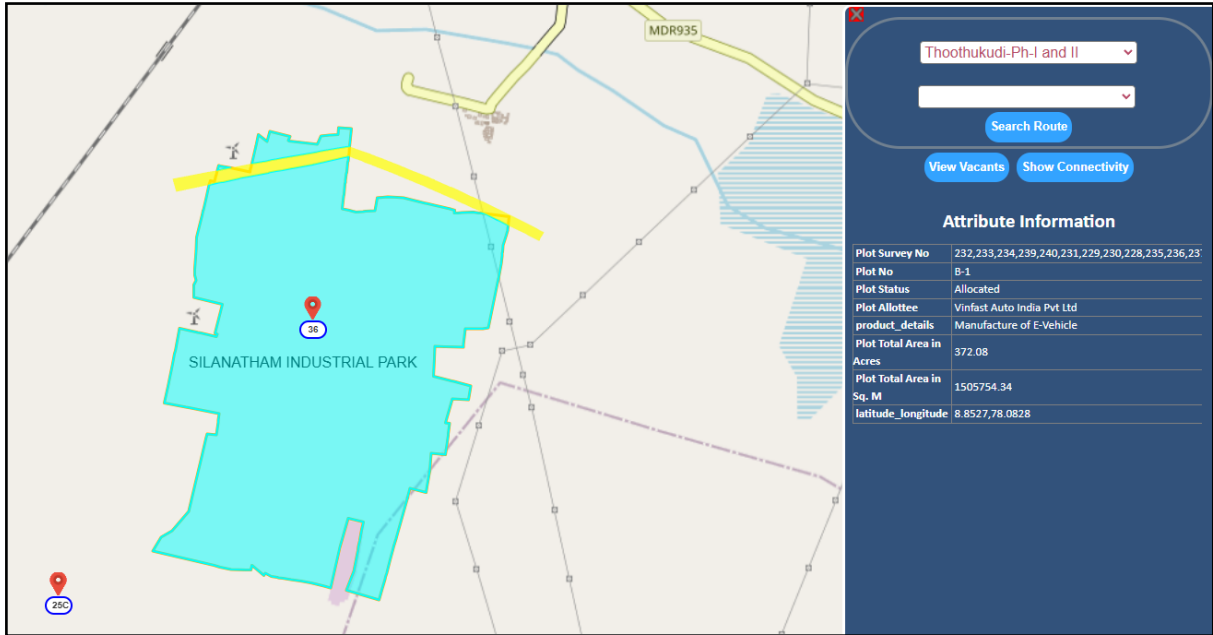 MDR935
36
SILANATHAM INDUSTRIAL PARK
25C
Thoothukudi-Ph-I and II
Search Route
View Vacants Show Connectivity
Attribute Information
Plot Survey No 232,233,234,239,240,231,229,230,228,235,236,237
Plot No B-1
Plot Status Allocated
Plot Allottee Vinfast Auto India Pvt Ltd
product_details Manufacture of E-Vehicle
Plot Total Area in
Acres 372.08
Plot Total Area in
Sq. M 1505754.34
latitude_longitude 8.8527,78.0828